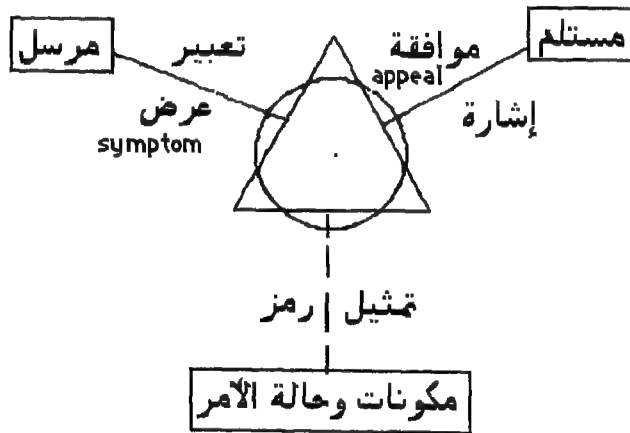 مستلم
موافقة
appeal
إشارة
تعبير
مرسل
عرض
symptom
تمثيل | رمز
مكونات وحالة الأمر